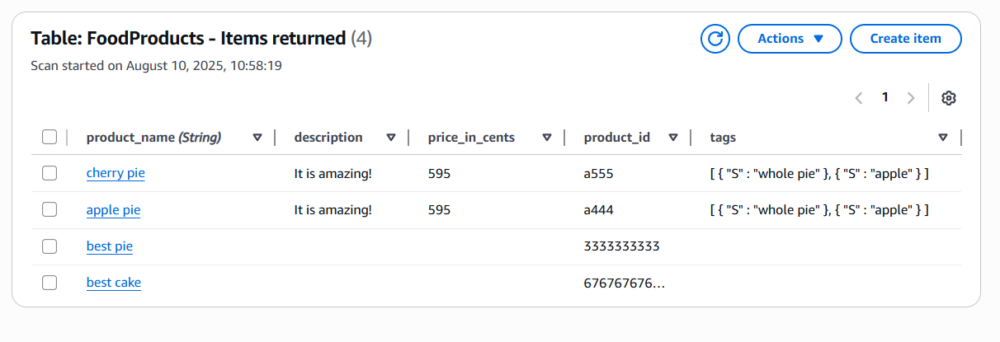 Table: FoodProducts - Items returned (4)
Actions
Create item
Scan started on August 10, 2025, 10:58:19
1
product_name (String) description price_in_cents product_id tags
cherry pie It is amazing! 595 a555 [ { "S" : "whole pie" }, { "S" : "apple" } ]
apple pie It is amazing! 595 a444 [ { "S" : "whole pie" }, { "S" : "apple" } ]
best pie 3333333333
best cake 676767676…